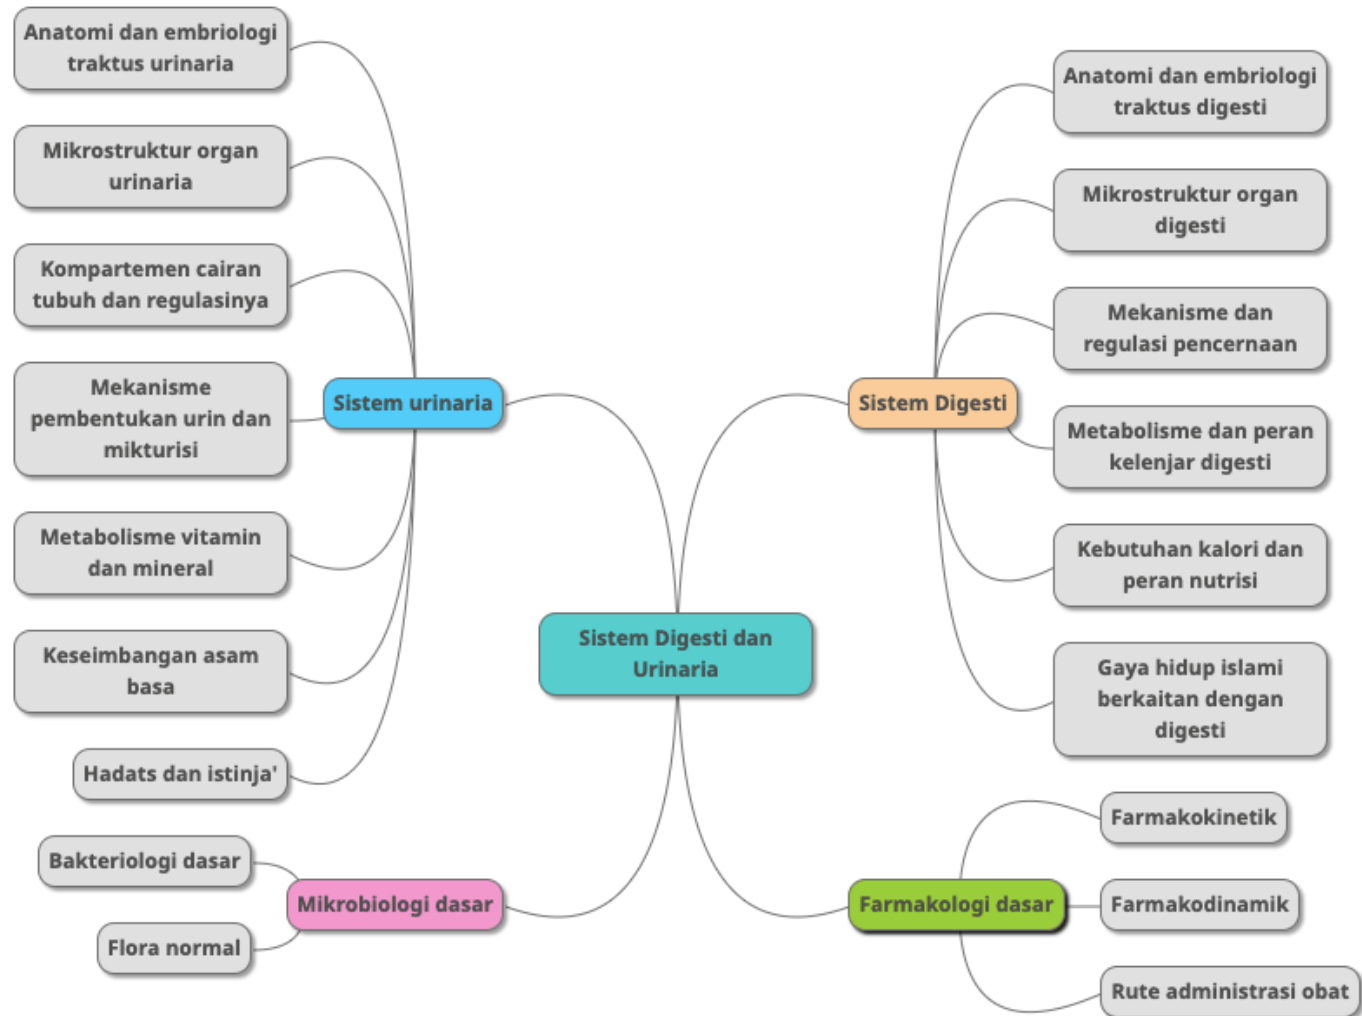 Anatomi dan embriologi
traktus urinaria
Mikrostruktur organ
urinaria
Kompartemen cairan
tubuh dan regulasinya
Mekanisme
pembentukan urin dan
mikturisi
Metabolisme vitamin
dan mineral
Keseimbangan asam
basa
Hadats dan istinja'
Sistem urinaria
Bakteriologi dasar
Flora normal
Mikrobiologi dasar
Sistem Digesti dan
Urinaria
Sistem Digesti
Anatomi dan embriologi
traktus digesti
Mikrostruktur organ
digesti
Mekanisme dan
regulasi pencernaan
Metabolisme dan peran
kelenjar digesti
Kebutuhan kalori dan
peran nutrisi
Gaya hidup islami
berkaitan dengan
digesti
Farmakologi dasar
Farmakokinetik
Farmakodinamik
Rute administrasi obat